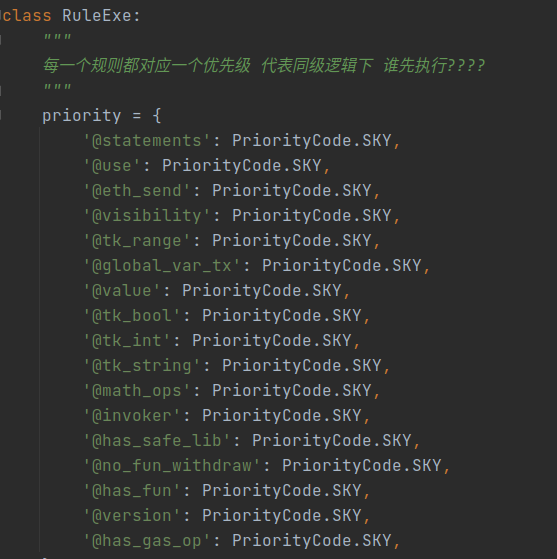 class RuleExe:
"""
每一个规则都对应一个优先级 代表同级逻辑下 谁先执行????
"""
priority = {
'@statements': PriorityCode.SKY,
'@use': PriorityCode.SKY,
'@eth_send': PriorityCode.SKY,
'@visibility': PriorityCode.SKY,
'@tk_range': PriorityCode.SKY,
'@global_var_tx': PriorityCode.SKY,
'@value': PriorityCode.SKY,
'@tk_bool': PriorityCode.SKY,
'@tk_int': PriorityCode.SKY,
'@tk_string': PriorityCode.SKY,
'@math_ops': PriorityCode.SKY,
'@invoker': PriorityCode.SKY,
'@has_safe_lib': PriorityCode.SKY,
'@no_fun_withdraw': PriorityCode.SKY,
'@has_fun': PriorityCode.SKY,
'@version': PriorityCode.SKY,
'@has_gas_op': PriorityCode.SKY,